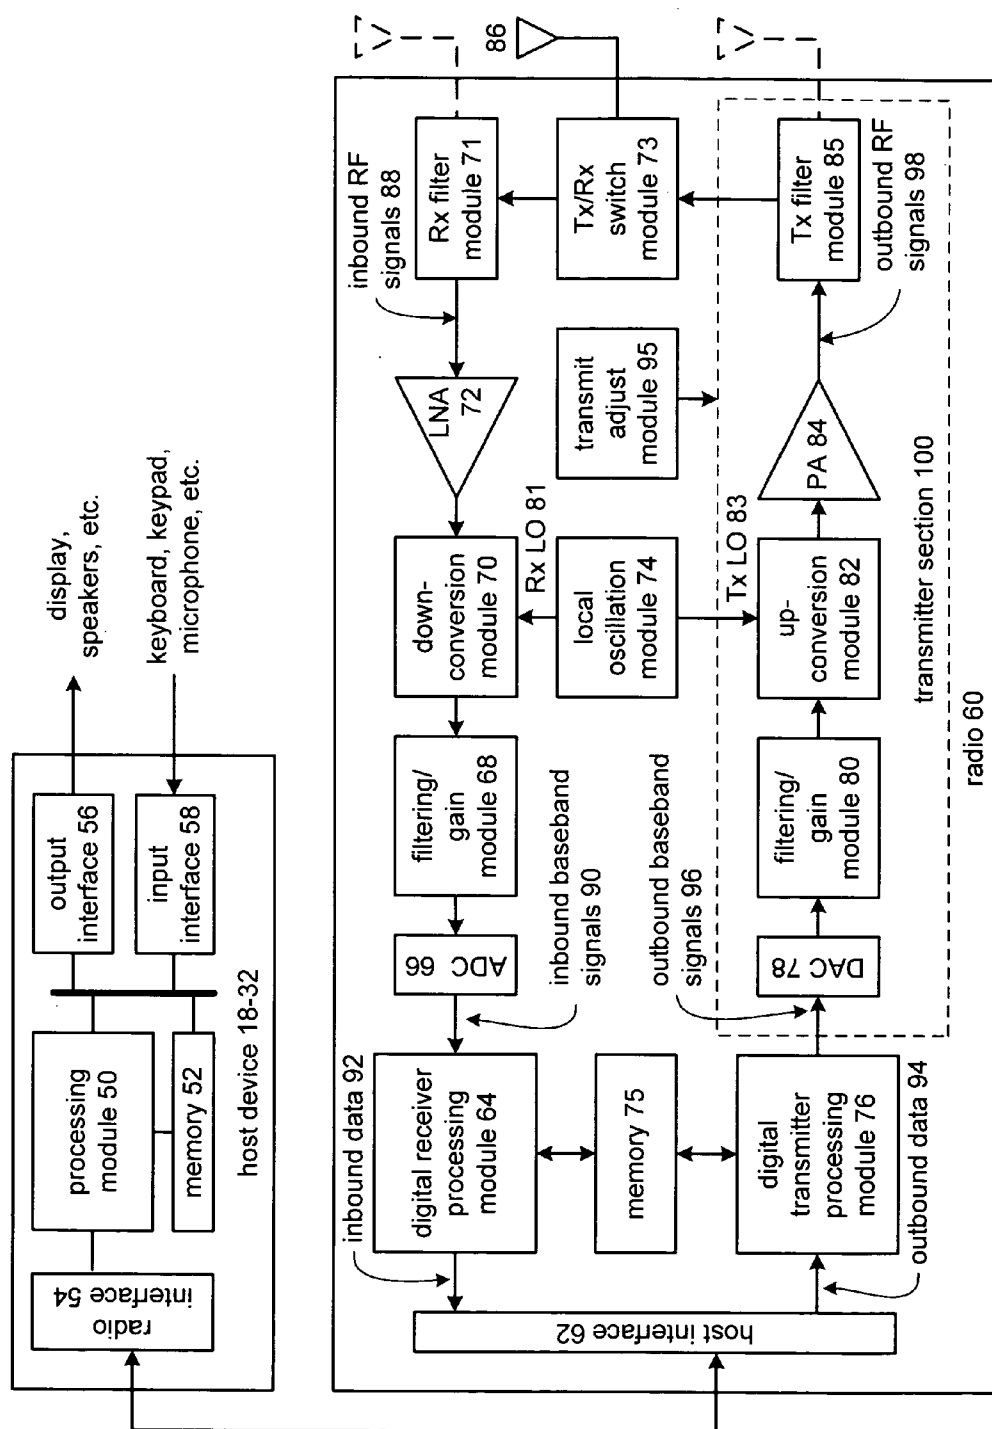 display,
speakers, etc.
keyboard, keypad,
microphone, etc.
output
interface 56
input
interface 58
processing
module 50
memory 52
radio
interface 54
host device 18-32
86
inbound RF
signals 88
Rx filter
module 71
Tx/Rx
switch
module 73
Tx filter
module 85
outbound RF
signals 98
LNA
72
transmit
adjust
module 95
PA 84
down-
conversion
module 70
Rx LO 81
local
oscillation
module 74
Tx LO 83
up-
conversion
module 82
transmitter section 100
filtering/
gain
module 68
filtering/
gain
module 80
ADC 66
inbound baseband
signals 90
outbound baseband
signals 96
DAC 78
inbound data 92
digital receiver
processing
module 64
memory 75
digital
transmitter
processing
module 76
outbound data 94
host interface 62
radio 60